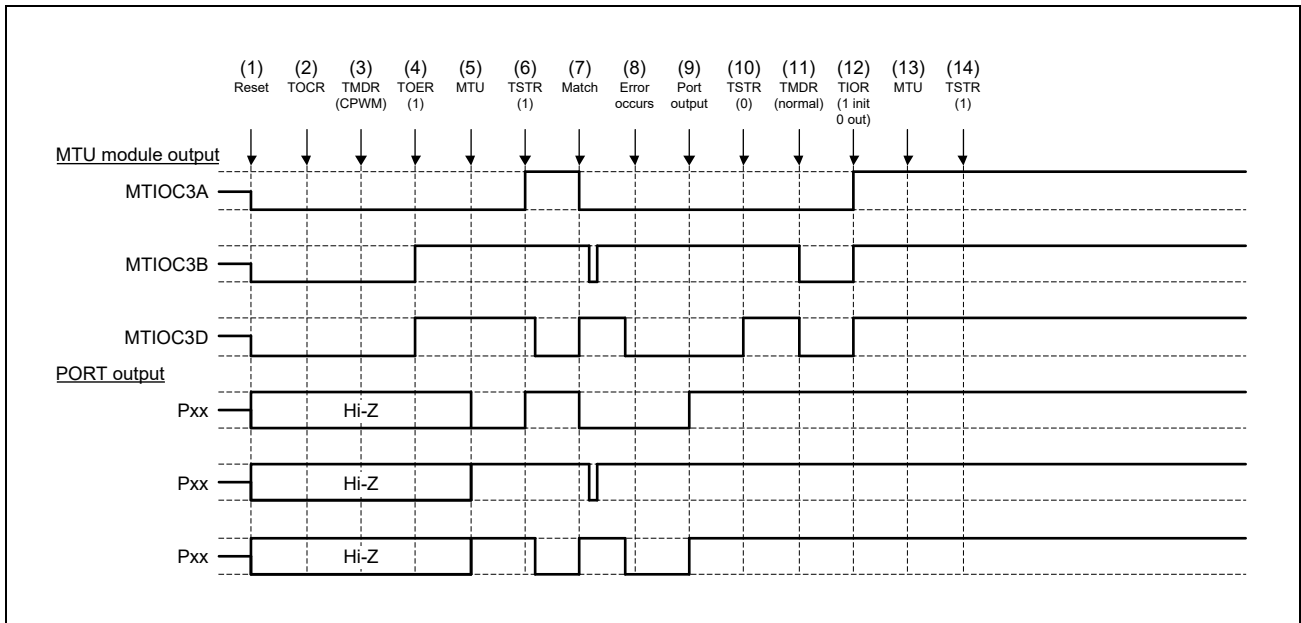 (1) (2) (3) (4) (5) (6) (7) (8) (9) (10) (11) (12) (13) (14)
Reset TOCR TMDR TOER MTU TSTR Match Error Port TSTR TMDR TIOR MTU TSTR
(CPWM) (1) (1) occurs output (0) (normal) (1 init (1)
0 out)
MTU module output
MTIOC3A
MTIOC3B
MTIOC3D
PORT output
Pxx Hi-Z
Pxx Hi-Z
Pxx Hi-Z